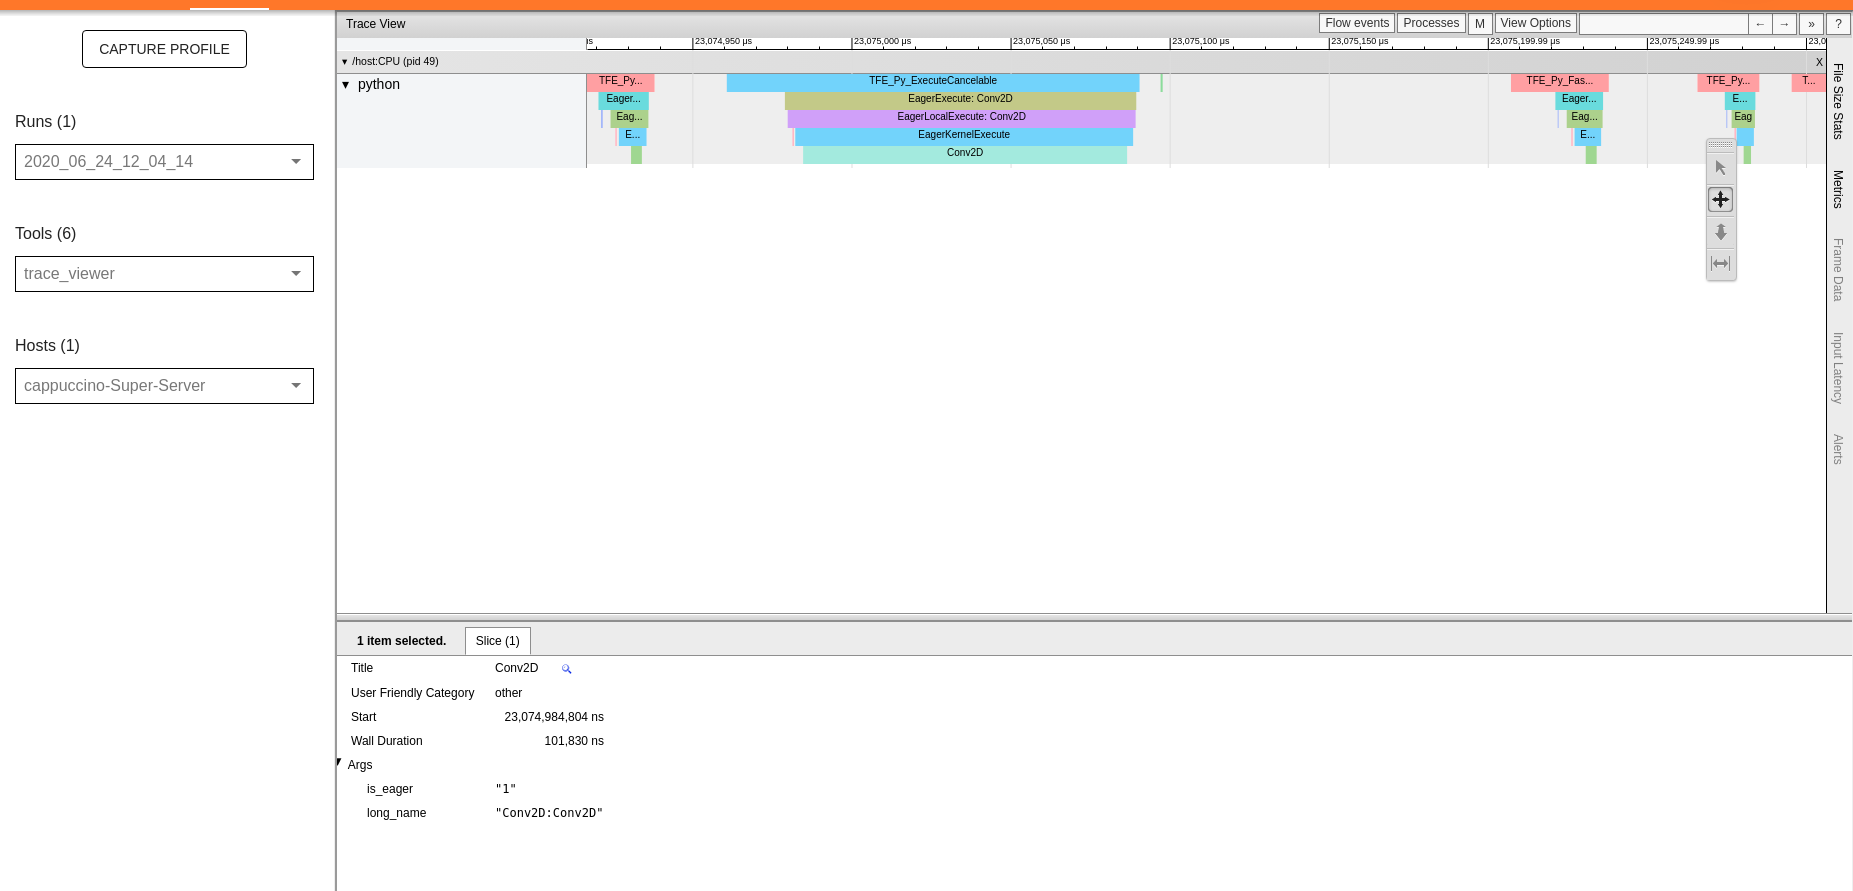 Trace View
Flow events Processes M View Options ← → » ?
CAPTURE PROFILE
Runs (1)
2020_06_24_12_04_14
Tools (6)
trace_viewer
Hosts (1)
cappuccino-Super-Server
23,074,950 µs 23,075,000 µs 23,075,050 µs 23,075,100 µs 23,075,150 µs 23,075,199.99 µs 23,075,249.99 µs 23,0
▾ /host:CPU (pid 49) X
▾ python
TFE_Py... TFE_Py_ExecuteCancelable TFE_Py_Fas... TFE_Py... T...
Eager... EagerExecute: Conv2D Eager... E...
Eag... EagerLocalExecute: Conv2D Eag... Eag
E... EagerKernelExecute E...
Conv2D
File Size Stats
Metrics
Frame Data
Input Latency
Alerts
1 item selected. Slice (1)
Title Conv2D
User Friendly Category other
Start 23,074,984,804 ns
Wall Duration 101,830 ns
▾ Args
is_eager "1"
long_name "Conv2D:Conv2D"